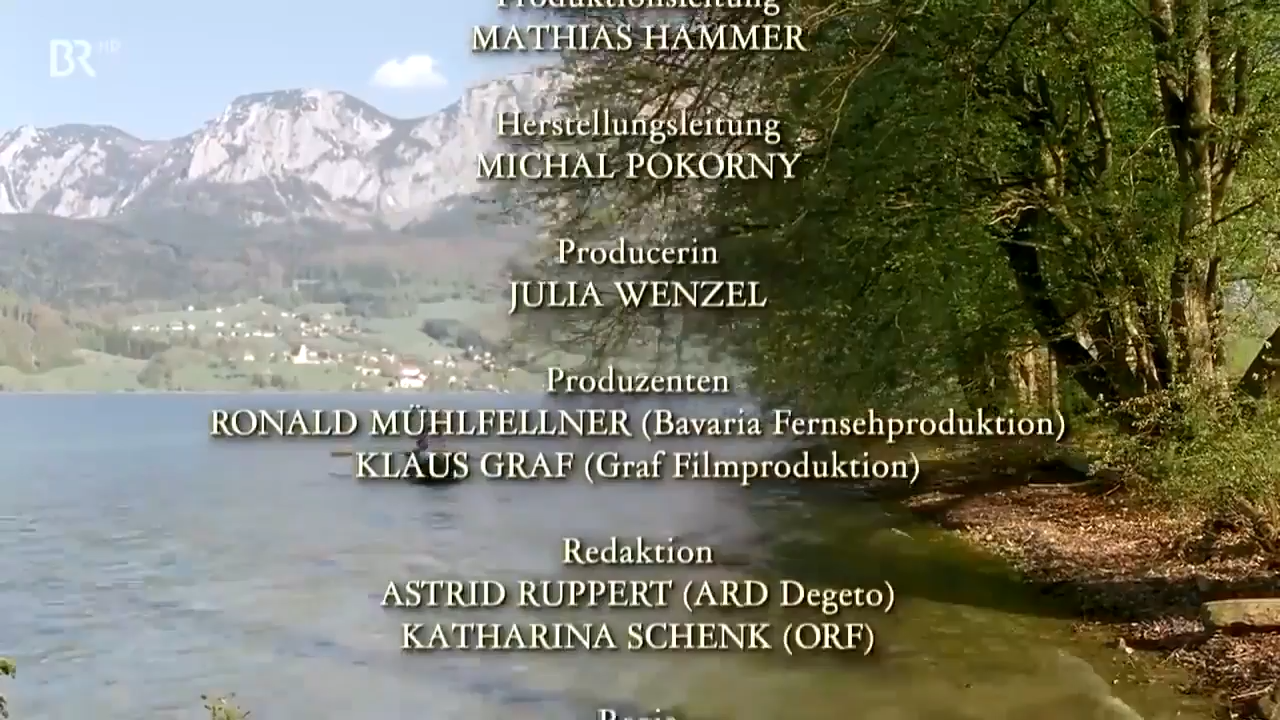 BR HD
Produktionsleitung
MATHIAS HAMMER
Herstellungsleitung
MICHAL POKORNY
Producerin
JULIA WENZEL
Produzenten
RONALD MÜHLFELLNER (Bavaria Fernsehproduktion)
KLAUS GRAF (Graf Filmproduktion)
Redaktion
ASTRID RUPPERT (ARD Degeto)
KATHARINA SCHENK (ORF)
Regie